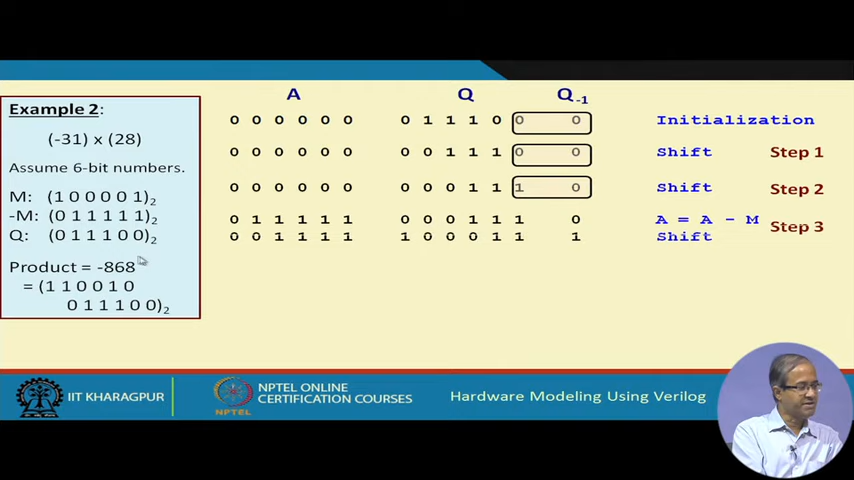 A Q Q-1
Example 2:
(-31) x (28)
Assume 6-bit numbers.
M: (1 0 0 0 0 1)2
-M: (0 1 1 1 1 1)2
Q: (0 1 1 1 0 0)2
Product = -868
= (1 1 0 0 1 0
0 1 1 1 0 0)2
0 0 0 0 0 0 0 1 1 1 0 0 0 Initialization
0 0 0 0 0 0 0 0 1 1 1 0 0 Shift Step 1
0 0 0 0 0 0 0 0 0 1 1 1 0 Shift Step 2
0 1 1 1 1 1 0 0 0 1 1 1 0 A = A - M Step 3
0 0 1 1 1 1 1 0 0 0 1 1 1 Shift
IIT KHARAGPUR
NPTEL
NPTEL ONLINE
CERTIFICATION COURSES
Hardware Modeling Using Verilog